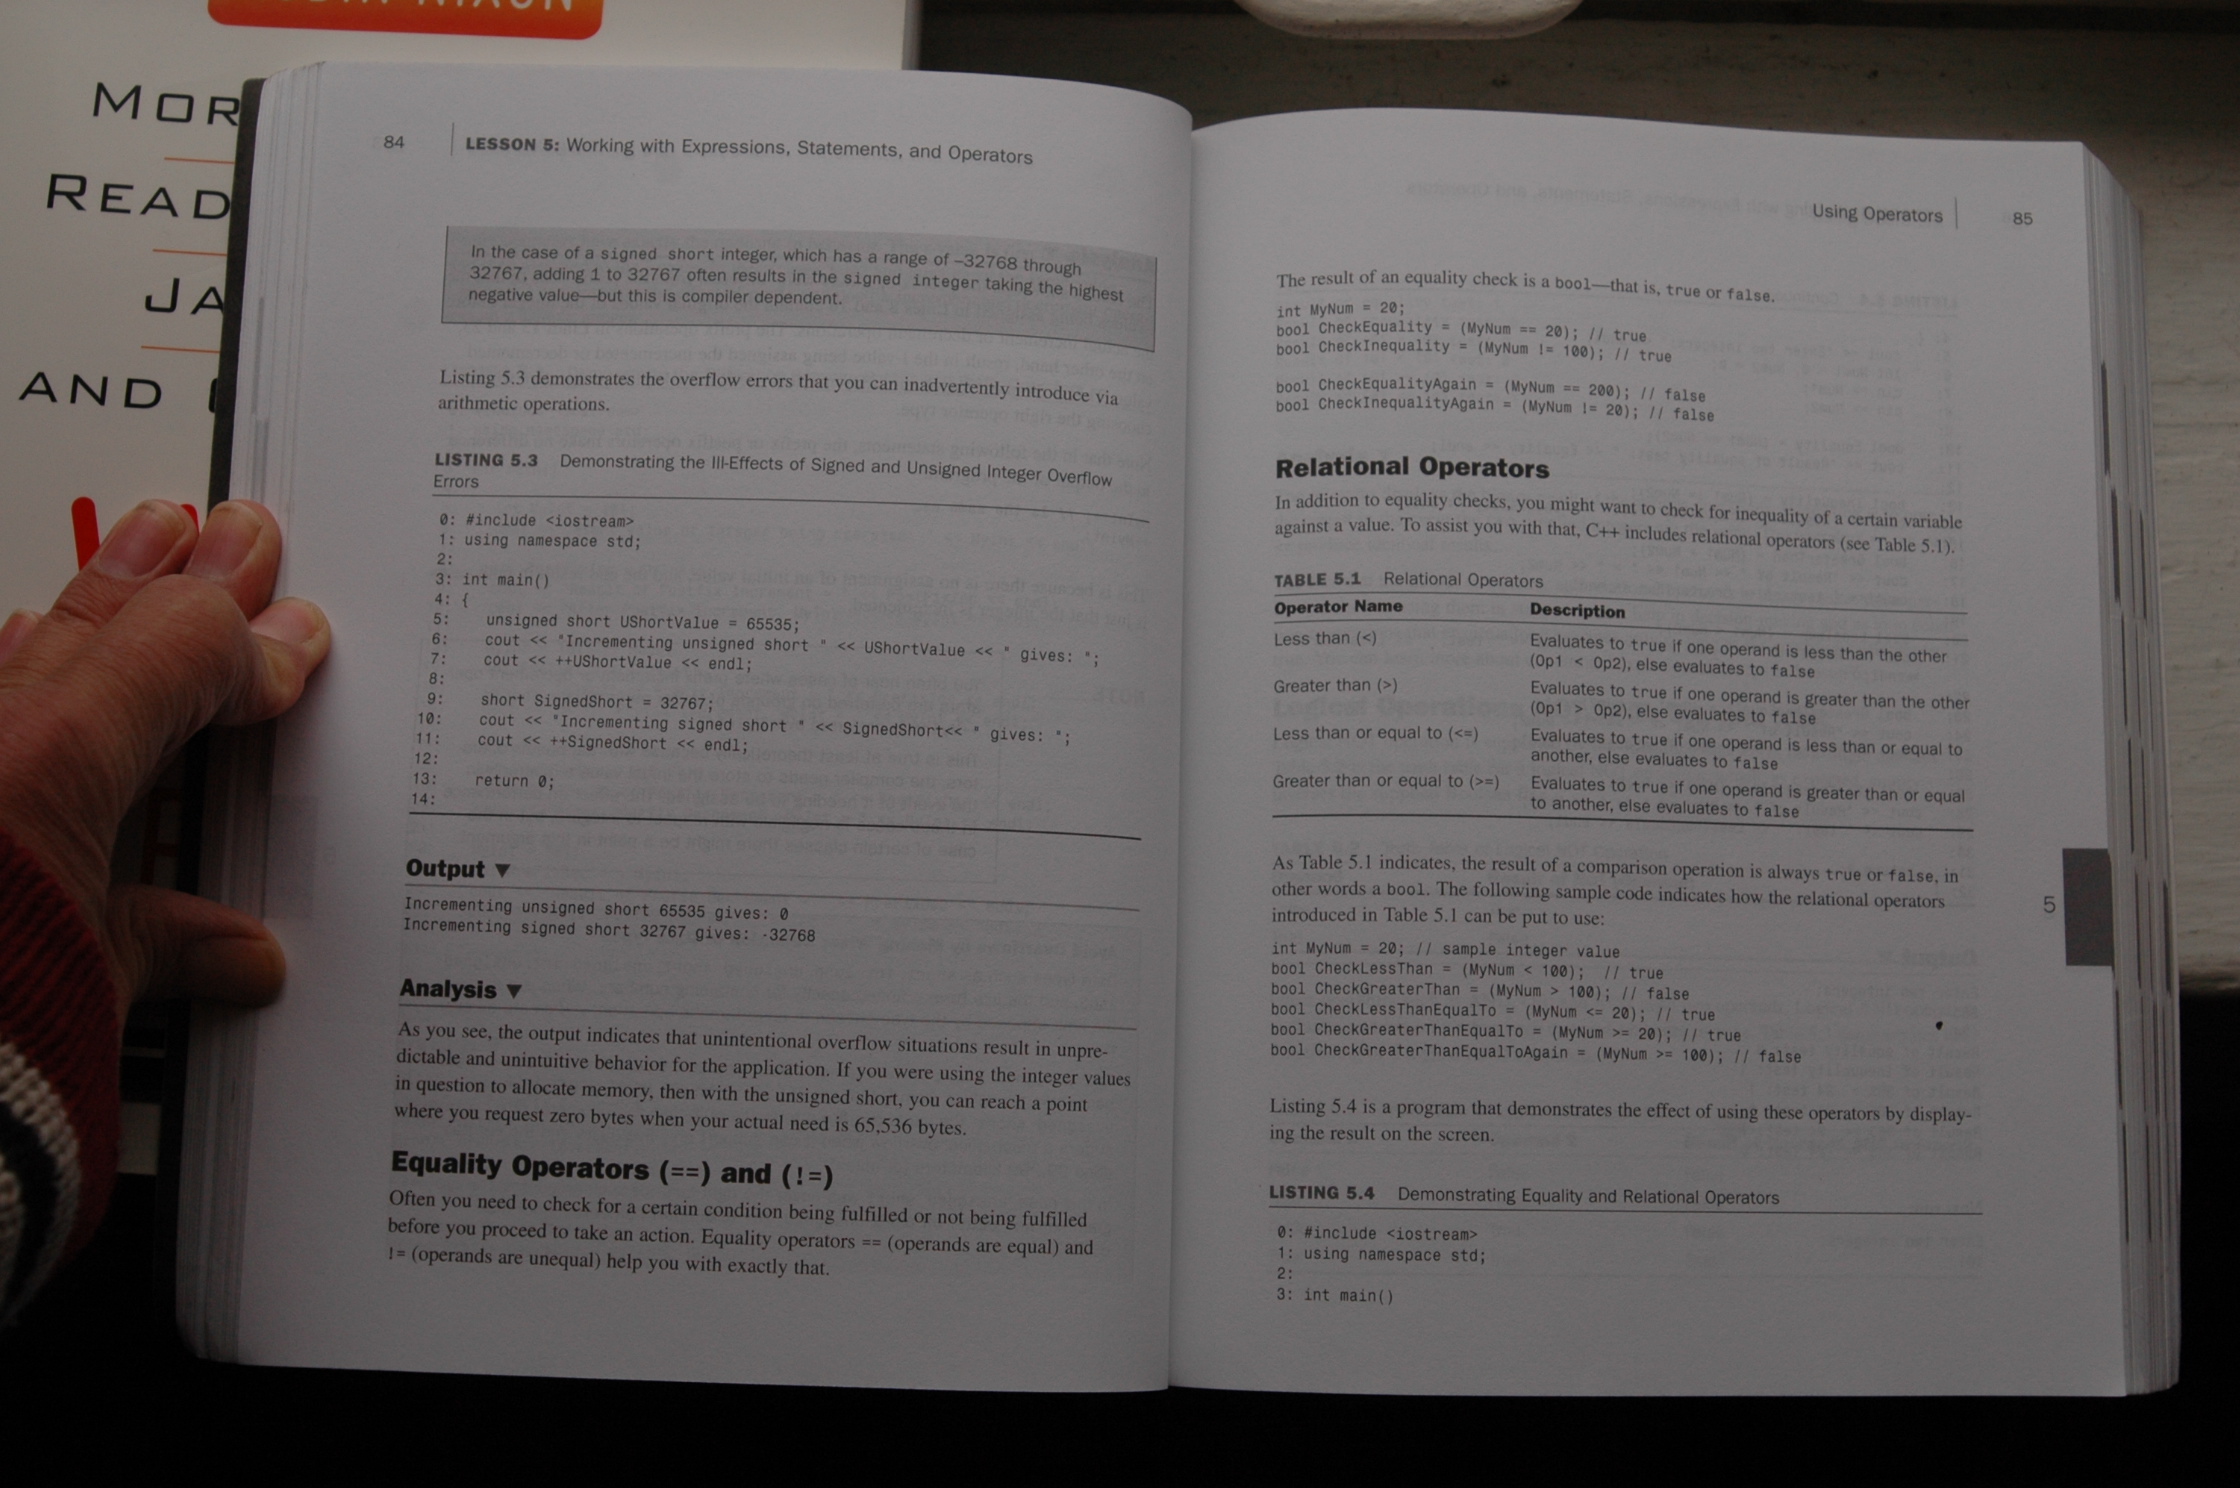 MOR
READ
JA
AND
84 LESSON 5: Working with Expressions, Statements, and Operators
In the case of a signed short integer, which has a range of –32768 through
32767, adding 1 to 32767 often results in the signed integer taking the highest
negative value—but this is compiler dependent.
Listing 5.3 demonstrates the overflow errors that you can inadvertently introduce via
arithmetic operations.
LISTING 5.3 Demonstrating the Ill-Effects of Signed and Unsigned Integer Overflow
Errors
0: #include <iostream>
1: using namespace std;
2:
3: int main()
4: {
5: unsigned short UShortValue = 65535;
6: cout << "Incrementing unsigned short " << UShortValue << " gives: ";
7: cout << ++UShortValue << endl;
8:
9: short SignedShort = 32767;
10: cout << "Incrementing signed short " << SignedShort<< " gives: ";
11: cout << ++SignedShort << endl;
12:
13: return 0;
14:
Output ▼
Incrementing unsigned short 65535 gives: 0
Incrementing signed short 32767 gives: -32768
Analysis ▼
As you see, the output indicates that unintentional overflow situations result in unpre-
dictable and unintuitive behavior for the application. If you were using the integer values
in question to allocate memory, then with the unsigned short, you can reach a point
where you request zero bytes when your actual need is 65,536 bytes.
Equality Operators (==) and (!=)
Often you need to check for a certain condition being fulfilled or not being fulfilled
before you proceed to take an action. Equality operators == (operands are equal) and
!= (operands are unequal) help you with exactly that.
Using Operators 85
The result of an equality check is a bool—that is, true or false.
int MyNum = 20;
bool CheckEquality = (MyNum == 20); // true
bool CheckInequality = (MyNum != 100); // true
bool CheckEqualityAgain = (MyNum == 200); // false
bool CheckInequalityAgain = (MyNum != 20); // false
Relational Operators
In addition to equality checks, you might want to check for inequality of a certain variable
against a value. To assist you with that, C++ includes relational operators (see Table 5.1).
TABLE 5.1 Relational Operators
Operator Name Description
Less than (<) Evaluates to true if one operand is less than the other
(Op1 < Op2), else evaluates to false
Greater than (>) Evaluates to true if one operand is greater than the other
(Op1 > Op2), else evaluates to false
Less than or equal to (<=) Evaluates to true if one operand is less than or equal to
another, else evaluates to false
Greater than or equal to (>=) Evaluates to true if one operand is greater than or equal
to another, else evaluates to false
As Table 5.1 indicates, the result of a comparison operation is always true or false, in
other words a bool. The following sample code indicates how the relational operators
introduced in Table 5.1 can be put to use:
5
int MyNum = 20; // sample integer value
bool CheckLessThan = (MyNum < 100); // true
bool CheckGreaterThan = (MyNum > 100); // false
bool CheckLessThanEqualTo = (MyNum <= 20); // true
bool CheckGreaterThanEqualTo = (MyNum >= 20); // true
bool CheckGreaterThanEqualToAgain = (MyNum >= 100); // false
Listing 5.4 is a program that demonstrates the effect of using these operators by display-
ing the result on the screen.
LISTING 5.4 Demonstrating Equality and Relational Operators
0: #include <iostream>
1: using namespace std;
2:
3: int main()